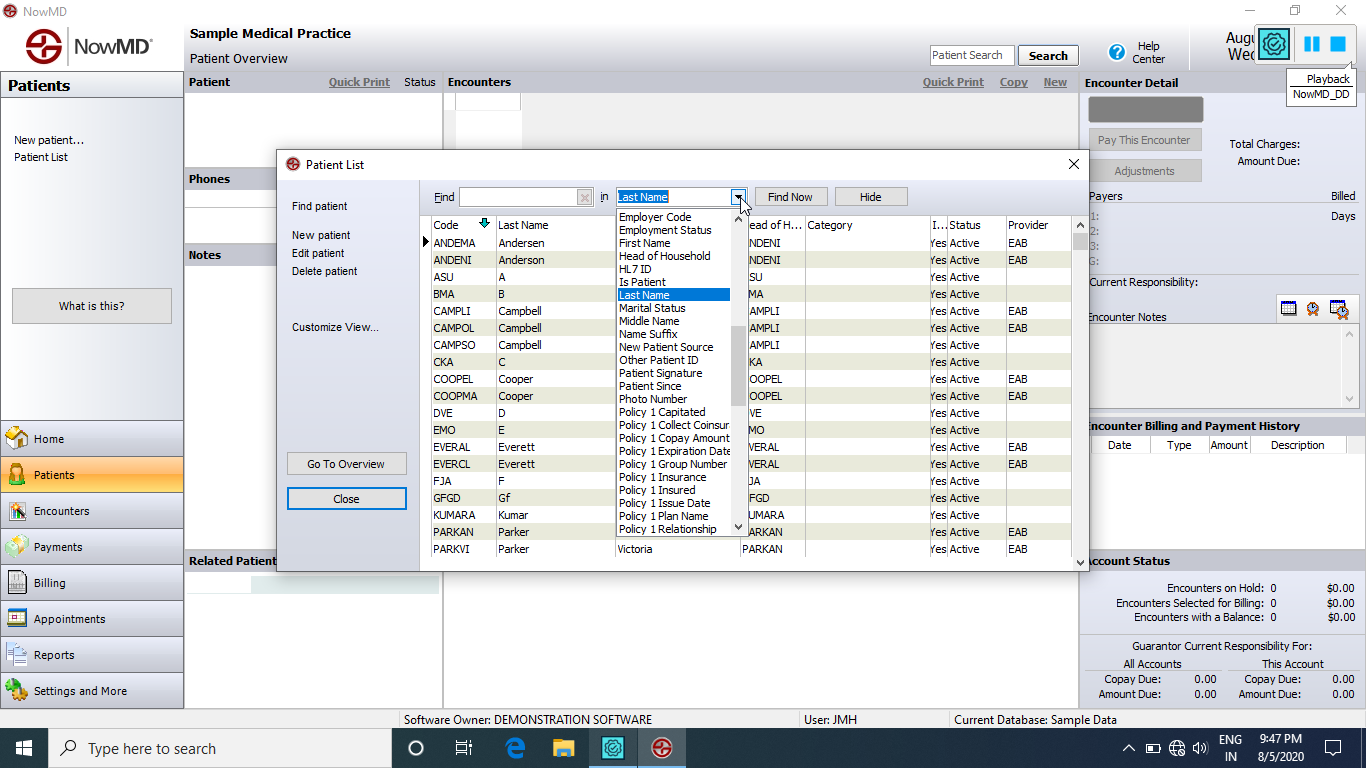 NowMD
NowMD®
Sample Medical Practice
Patient Overview
Patient Search
Search
Help
Center
Augu
Wed
Playback
NowMD_DD
Patients
New patient...
Patient List
What is this?
Home
Patients
Encounters
Payments
Billing
Appointments
Reports
Settings and More
Patient
Quick Print
Status
Phones
Notes
Related Patient
Encounters
Quick Print
Copy
New
Patient List
Find patient
New patient
Edit patient
Delete patient
Customize View...
Go To Overview
Close
Find
in
Last Name
Find Now
Hide
Code Last Name ead of H... Category I... Status Provider
ANDEMA Andersen NDENI Yes Active EAB
ANDENI Anderson NDENI Yes Active EAB
ASU A SU Yes Active
BMA B MA Yes Active
CAMPLI Campbell AMPLI Yes Active EAB
CAMPOL Campbell AMPLI Yes Active EAB
CAMPSO Campbell AMPLI Yes Active
CKA C KA Yes Active
COOPEL Cooper OOPEL Yes Active EAB
COOPMA Cooper OOPEL Yes Active EAB
DVE D VE Yes Active
EMO E MO Yes Active
EVERAL Everett VERAL Yes Active EAB
EVERCL Everett VERAL Yes Active EAB
FJA F JA Yes Active
GFGD Gf FGD Yes Active
KUMARA Kumar UMARA Yes Active
PARKAN Parker PARKAN Yes Active EAB
PARKVI Parker Victoria PARKAN Yes Active EAB
Employer Code
Employment Status
First Name
Head of Household
HL7 ID
Is Patient
Last Name
Marital Status
Middle Name
Name Suffix
New Patient Source
Other Patient ID
Patient Signature
Patient Since
Photo Number
Policy 1 Capitated
Policy 1 Collect Coinsur
Policy 1 Copay Amount
Policy 1 Expiration Date
Policy 1 Group Number
Policy 1 Insurance
Policy 1 Insured
Policy 1 Issue Date
Policy 1 Plan Name
Policy 1 Relationship
Encounter Detail
Pay This Encounter
Adjustments
Total Charges:
Amount Due:
Payers
Billed
1:
Days
2:
3:
G:
Current Responsibility:
Encounter Notes
Encounter Billing and Payment History
Date Type Amount Description
Account Status
Encounters on Hold: 0 $0.00
Encounters Selected for Billing: 0 $0.00
Encounters with a Balance: 0 $0.00
Guarantor Current Responsibility For:
All Accounts This Account
Copay Due: 0.00 Copay Due: 0.00
Amount Due: 0.00 Amount Due: 0.00
Software Owner: DEMONSTRATION SOFTWARE
User: JMH
Current Database: Sample Data
Type here to search
ENG
IN
9:47 PM
8/5/2020